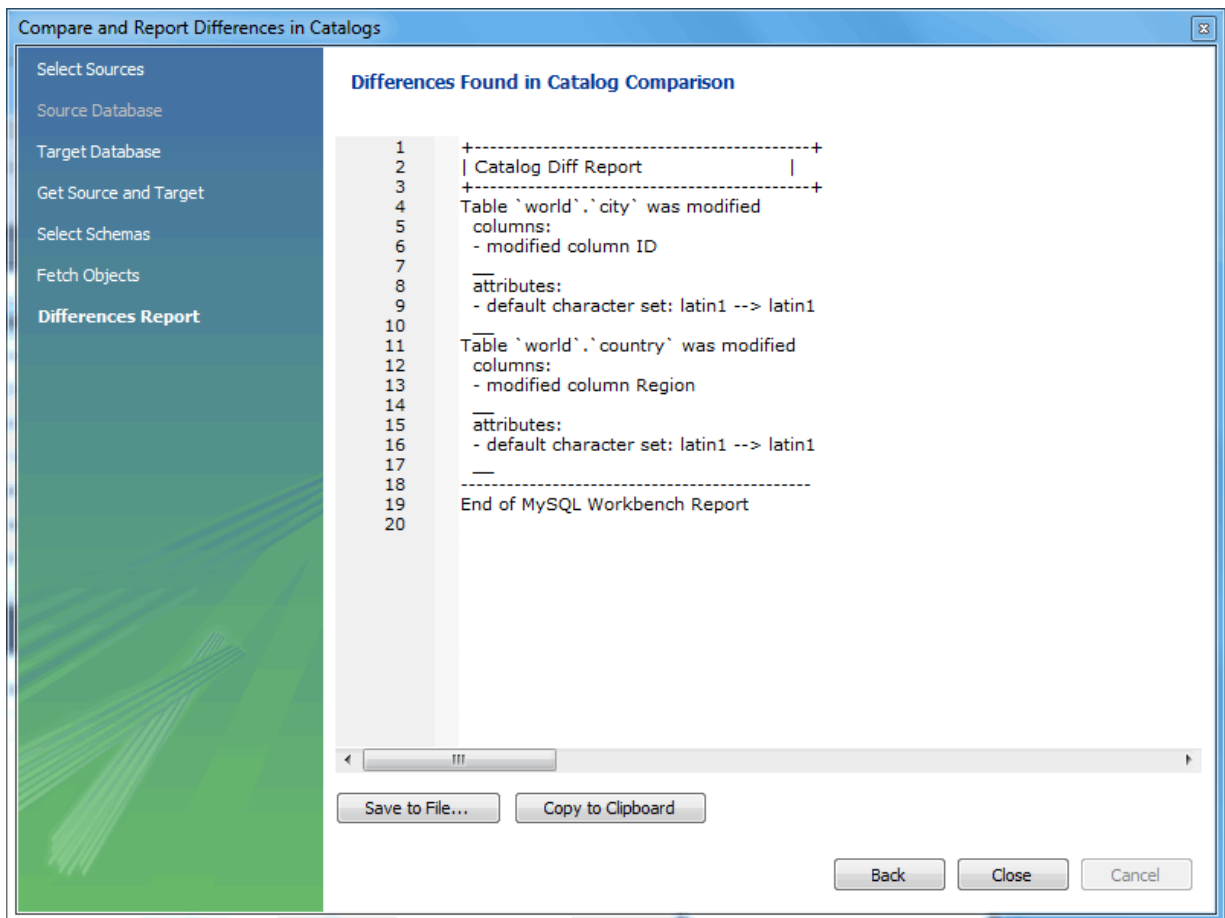 Compare and Report Differences in Catalogs
Select Sources
Source Database
Target Database
Get Source and Target
Select Schemas
Fetch Objects
Differences Report
Differences Found in Catalog Comparison
1 +--------------------------------------------+
2 | Catalog Diff Report |
3 +--------------------------------------------+
4 Table `world`.`city` was modified
5 columns:
6 - modified column ID
7 __
8 attributes:
9 - default character set: latin1 --> latin1
10 __
11 Table `world`.`country` was modified
12 columns:
13 - modified column Region
14 __
15 attributes:
16 - default character set: latin1 --> latin1
17 __
18 ----------------------------------------------
19 End of MySQL Workbench Report
20
Save to File...
Copy to Clipboard
Back
Close
Cancel